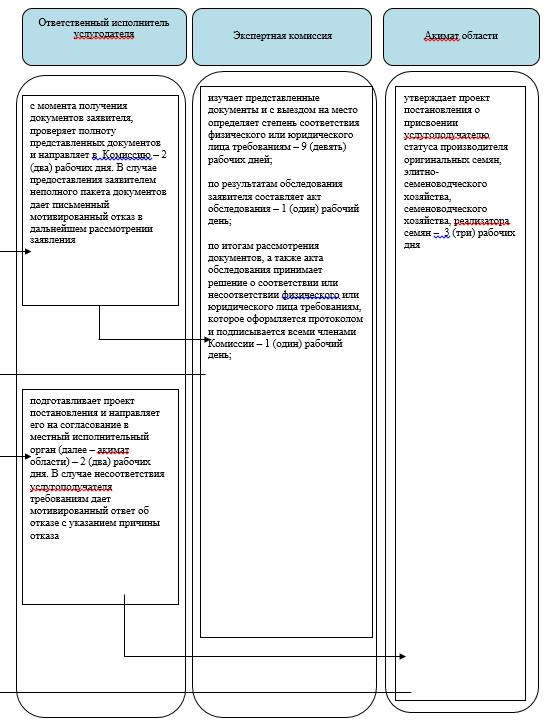 Ответственный исполнитель
услугодателя
Экспертная комиссия
Акимат области
с момента получения
документов заявителя,
проверяет полноту
представленных документов
и направляет в Комиссию – 2
(два) рабочих дня. В случае
предоставления заявителем
неполного пакета документов
дает письменный
мотивированный отказ в
дальнейшем рассмотрении
заявления
подготавливает проект
постановления и направляет
его на согласование в
местный исполнительный
орган (далее – акимат
области) – 2 (два) рабочих
дня. В случае несоответствия
услугополучателя
требованиям дает
мотивированный ответ об
отказе с указанием причины
отказа
изучает представленные
документы и с выездом на место
определяет степень соответствия
физического или юридического
лица требованиям – 9 (девять)
рабочих дней;
по результатам обследования
заявителя составляет акт
обследования – 1 (один) рабочий
день;
по итогам рассмотрения
документов, а также акта
обследования принимает
решение о соответствии или
несоответствии физического или
юридического лица требованиям,
которое оформляется протоколом
и подписывается всеми членами
Комиссии – 1 (один) рабочий
день;
утверждает проект
постановления о
присвоении
услугополучателю
статуса производителя
оригинальных семян,
элитно-
семеноводческого
хозяйства,
семеноводческого
хозяйства, реализатора
семян – 3 (три) рабочих
дня